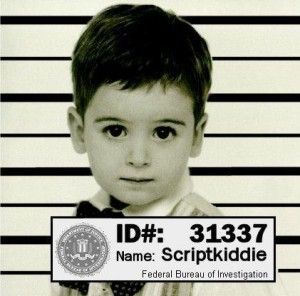 ID#: 31337
Name: Scriptkiddie
Federal Bureau of Investigation